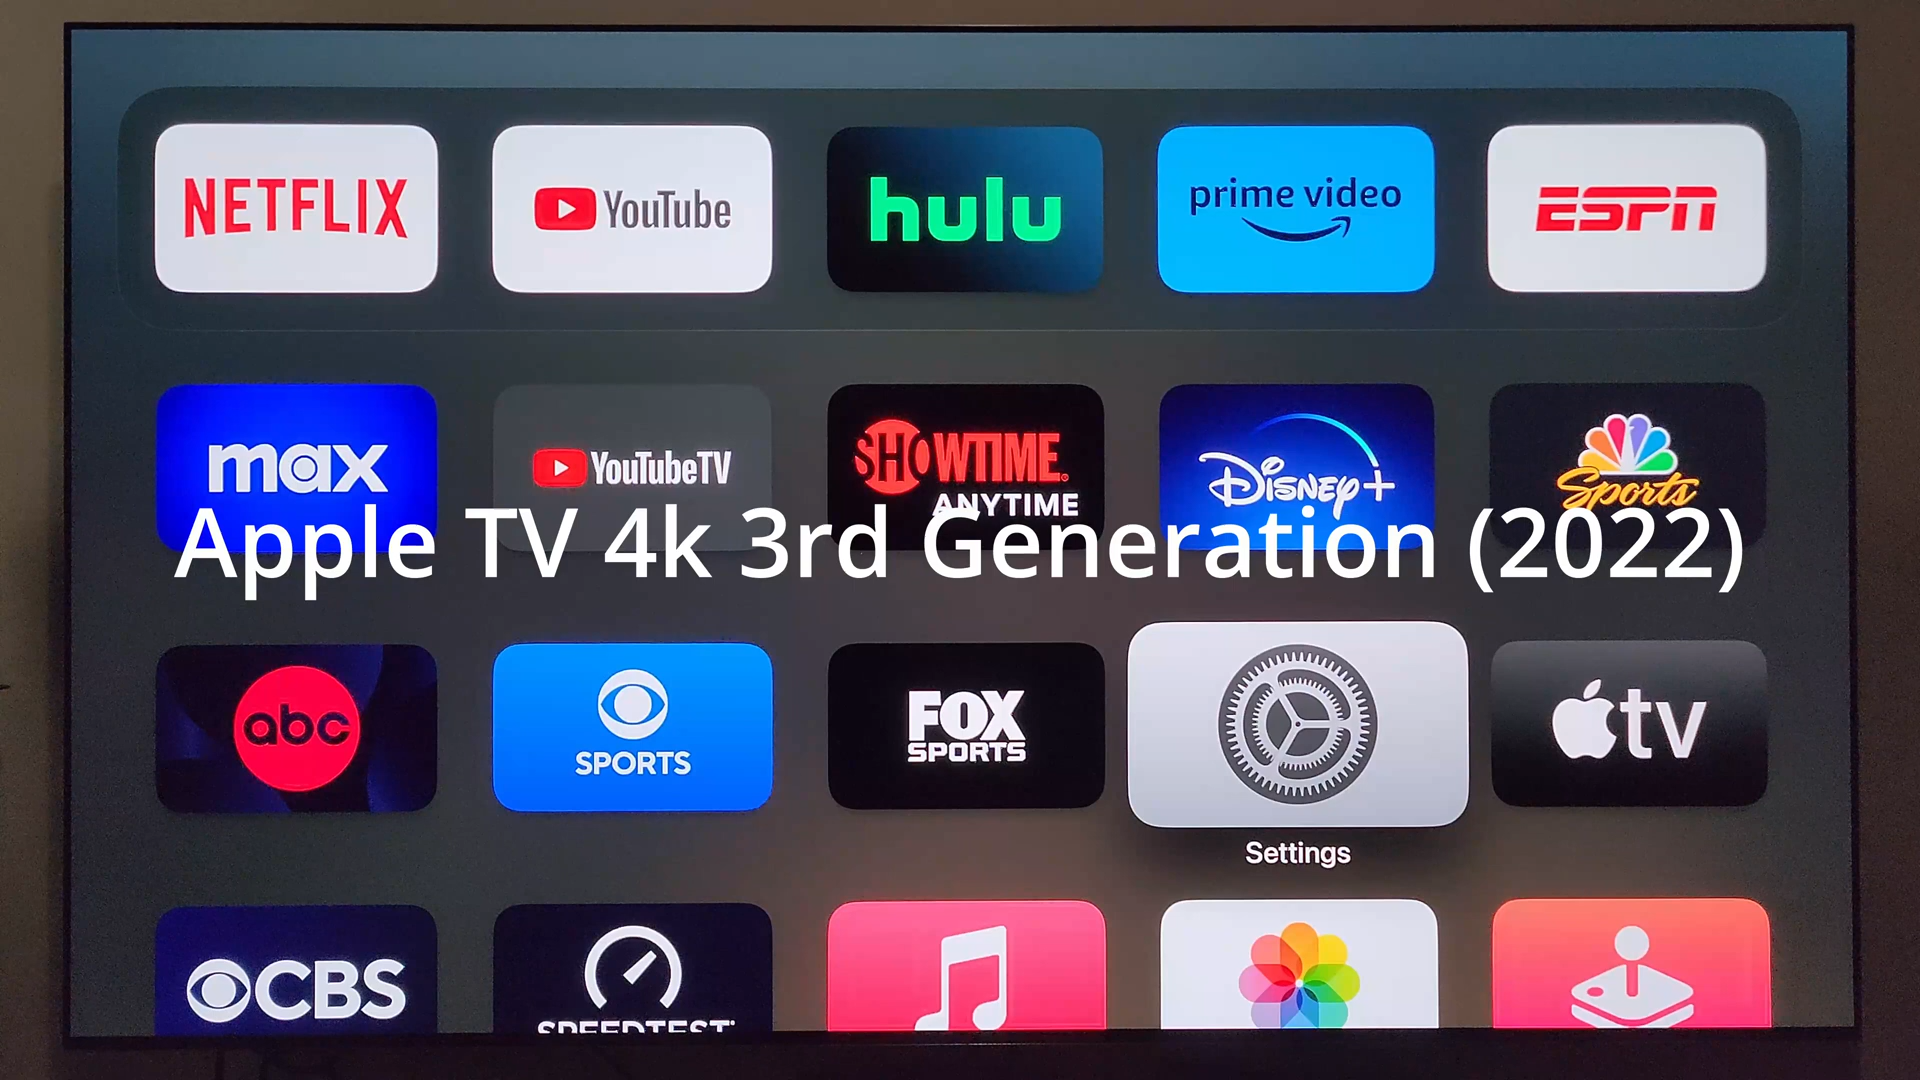 NETFLIX
YouTube
hulu
prime video
ESPN
max
YouTubeTV
SHOWTIME
ANYTIME
Disney+
Sports
Apple TV 4k 3rd Generation (2022)
abc
SPORTS
FOX
SPORTS
tv
Settings
CBS
SPEEDTEST